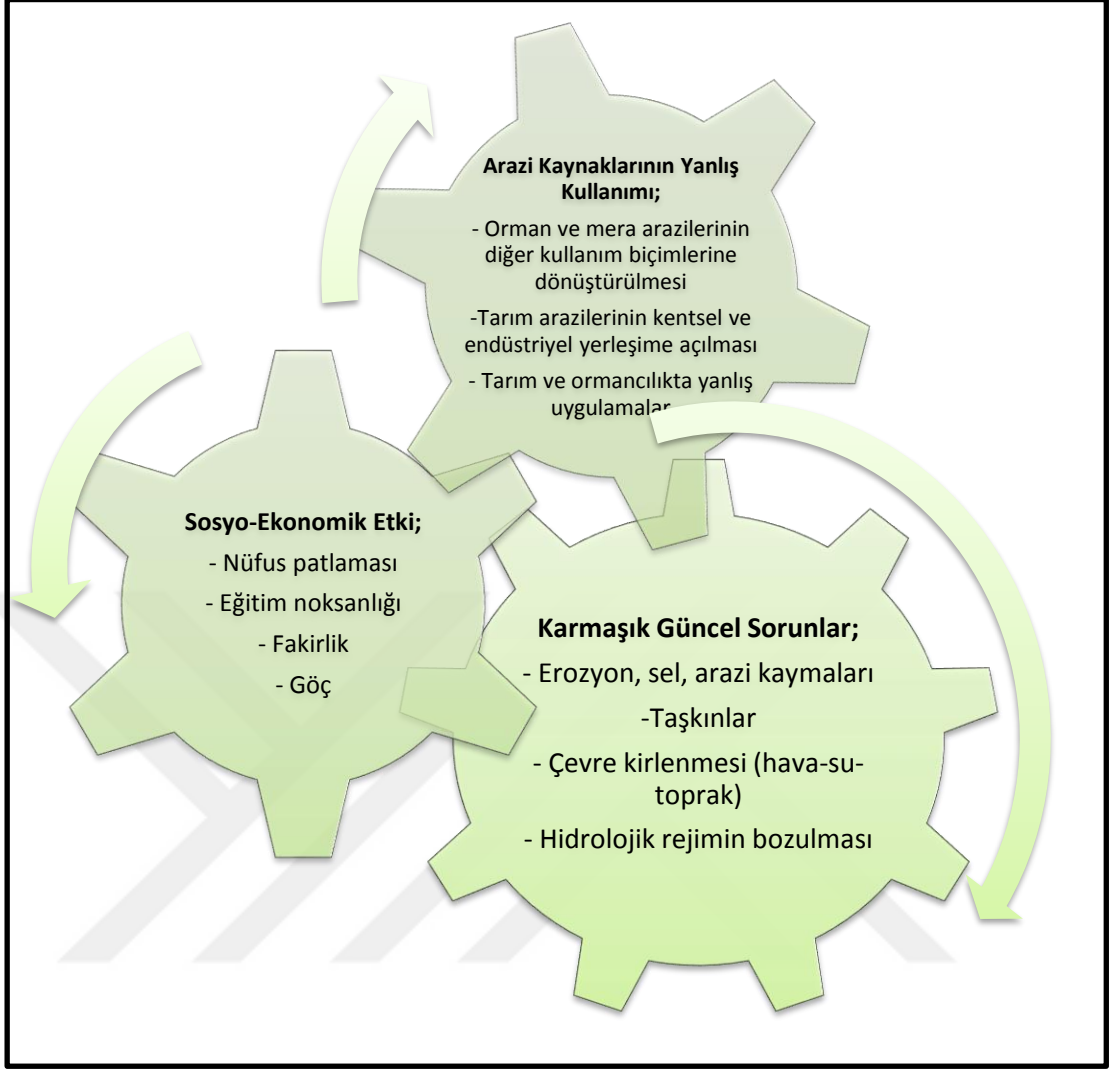 Arazi Kaynaklarının Yanlış
Kullanımı;
- Orman ve mera arazilerinin
diğer kullanım biçimlerine
dönüştürülmesi
-Tarım arazilerinin kentsel ve
endüstriyel yerleşime açılması
- Tarım ve ormancılıkta yanlış
uygulamalar
Sosyo-Ekonomik Etki;
- Nüfus patlaması
- Eğitim noksanlığı
- Fakirlik
- Göç
Karmaşık Güncel Sorunlar;
- Erozyon, sel, arazi kaymaları
-Taşkınlar
- Çevre kirlenmesi (hava-su-
toprak)
- Hidrolojik rejimin bozulması